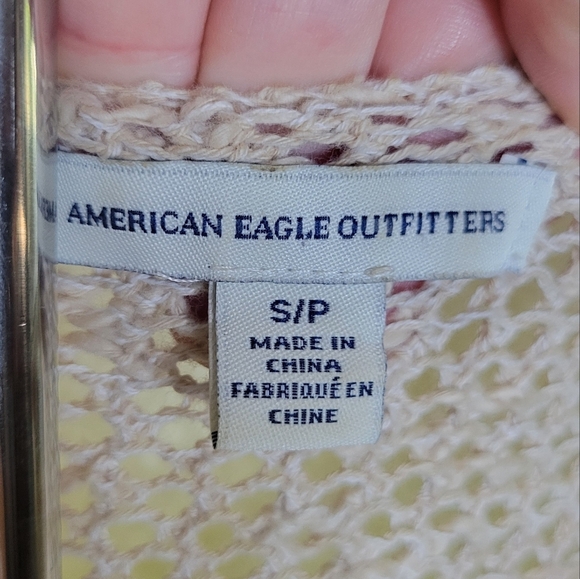 AMERICAN EAGLE OUTFITTERS
S/P
MADE IN
CHINA
FABRIQUÉ EN
CHINE